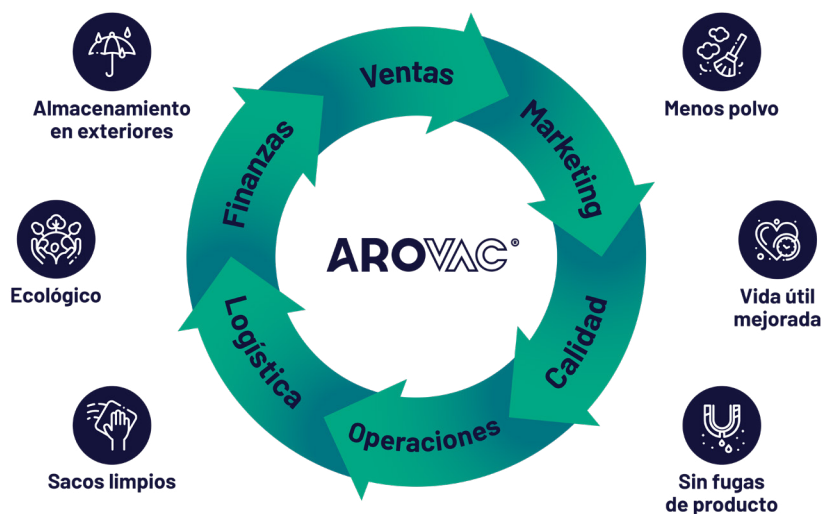 Almacenamiento
en exteriores
Ventas
Menos polvo
Finanzas
Marketing
AROVAC®
Ecológico
Vida útil
mejorada
Logística
Calidad
Operaciones
Sacos limpios
Sin fugas
de producto